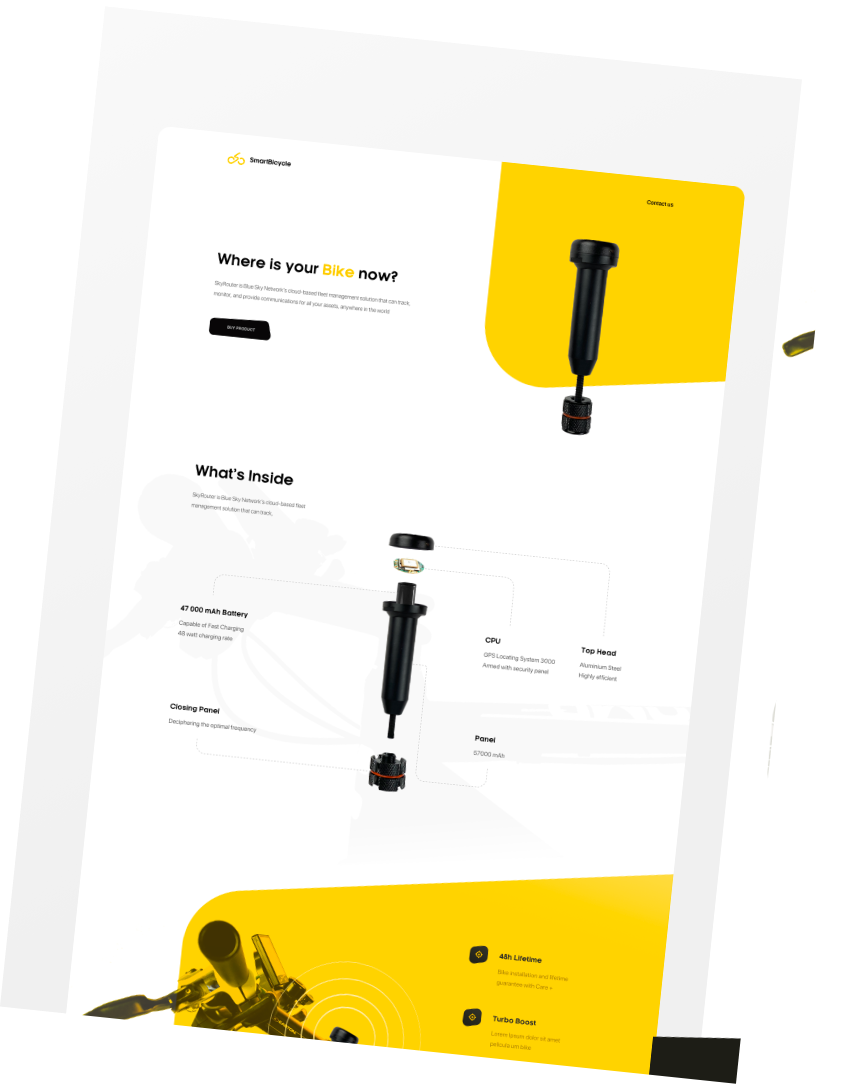 SmartBicycle
Contact us
Where is your Bike now?
SkyRouter is Blue Sky Network's cloud-based fleet management solution that can track,
monitor, and provide communications for all your assets, anywhere in the world
BUY PRODUCT
What's Inside
SkyRouter is Blue Sky Network's cloud-based fleet
management solution that can track,
47 000 mAh Battery
Capable of Fast Charging
48 watt charging rate
CPU
GPS Locating System 3000
Armed with security panel
Top Head
Aluminium Steel
Highly efficient
Closing Panel
Deciphering the optimal frequency
Panel
57000 mAh
48h Lifetime
Bike installation and lifetime
guarantee with Care +
Turbo Boost
Lorem ipsum dolor sit amet